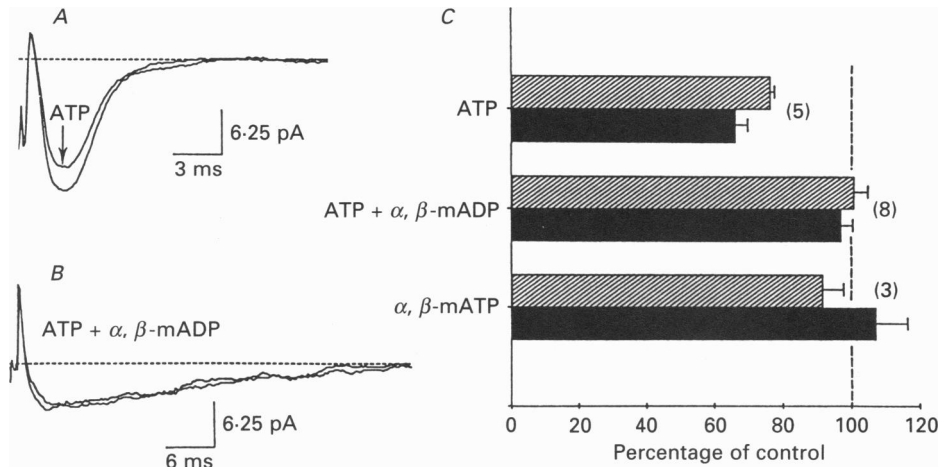 A
ATP
6·25 pA
3 ms
B
ATP + α, β-mADP
6·25 pA
6 ms
C
ATP
(5)
ATP + α, β-mADP
(8)
α, β-mATP
(3)
0 20 40 60 80 100 120
Percentage of control